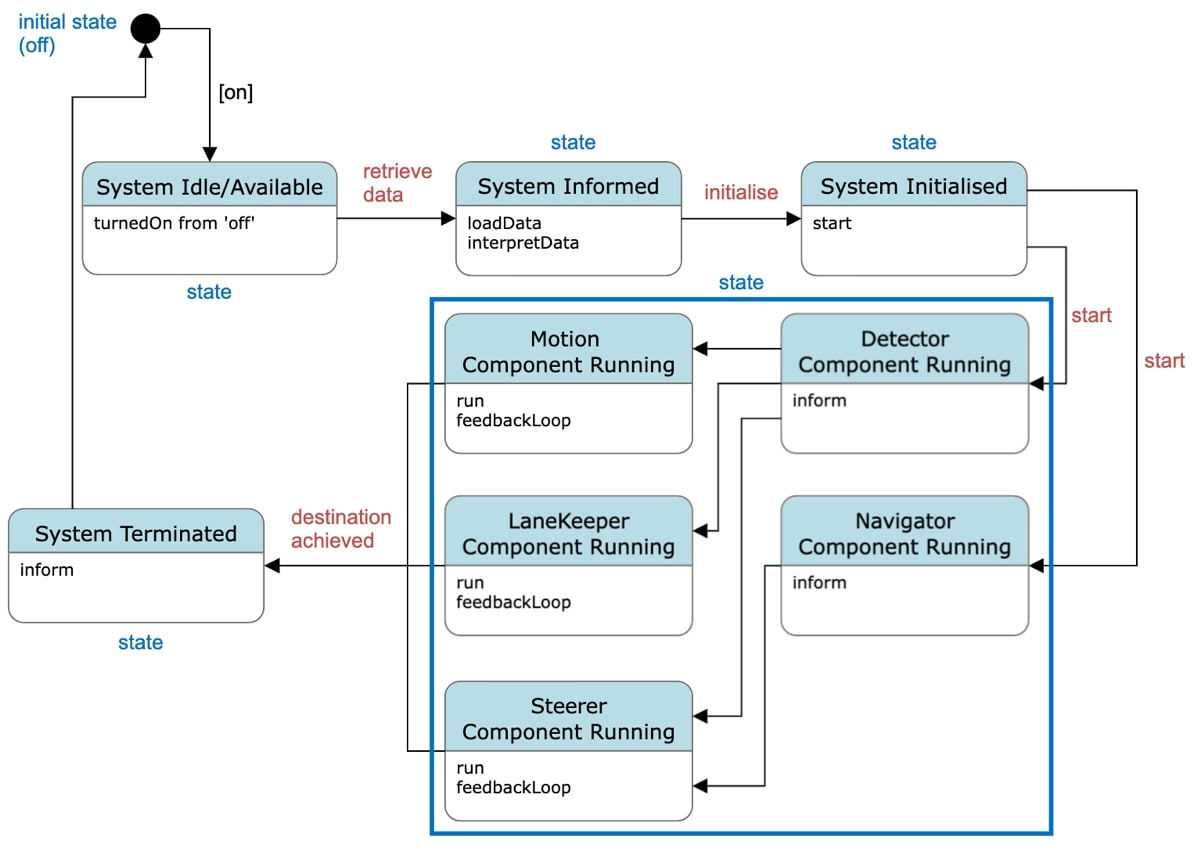 initial state
(off)
[on]
state
state
System Idle/Available
turnedOn from 'off'
state
retrieve
data
System Informed
loadData
interpretData
initialise
System Initialised
start
state
start
start
Motion
Component Running
run
feedbackLoop
Detector
Component Running
inform
LaneKeeper
Component Running
run
feedbackLoop
Navigator
Component Running
inform
destination
achieved
System Terminated
inform
state
Steerer
Component Running
run
feedbackLoop